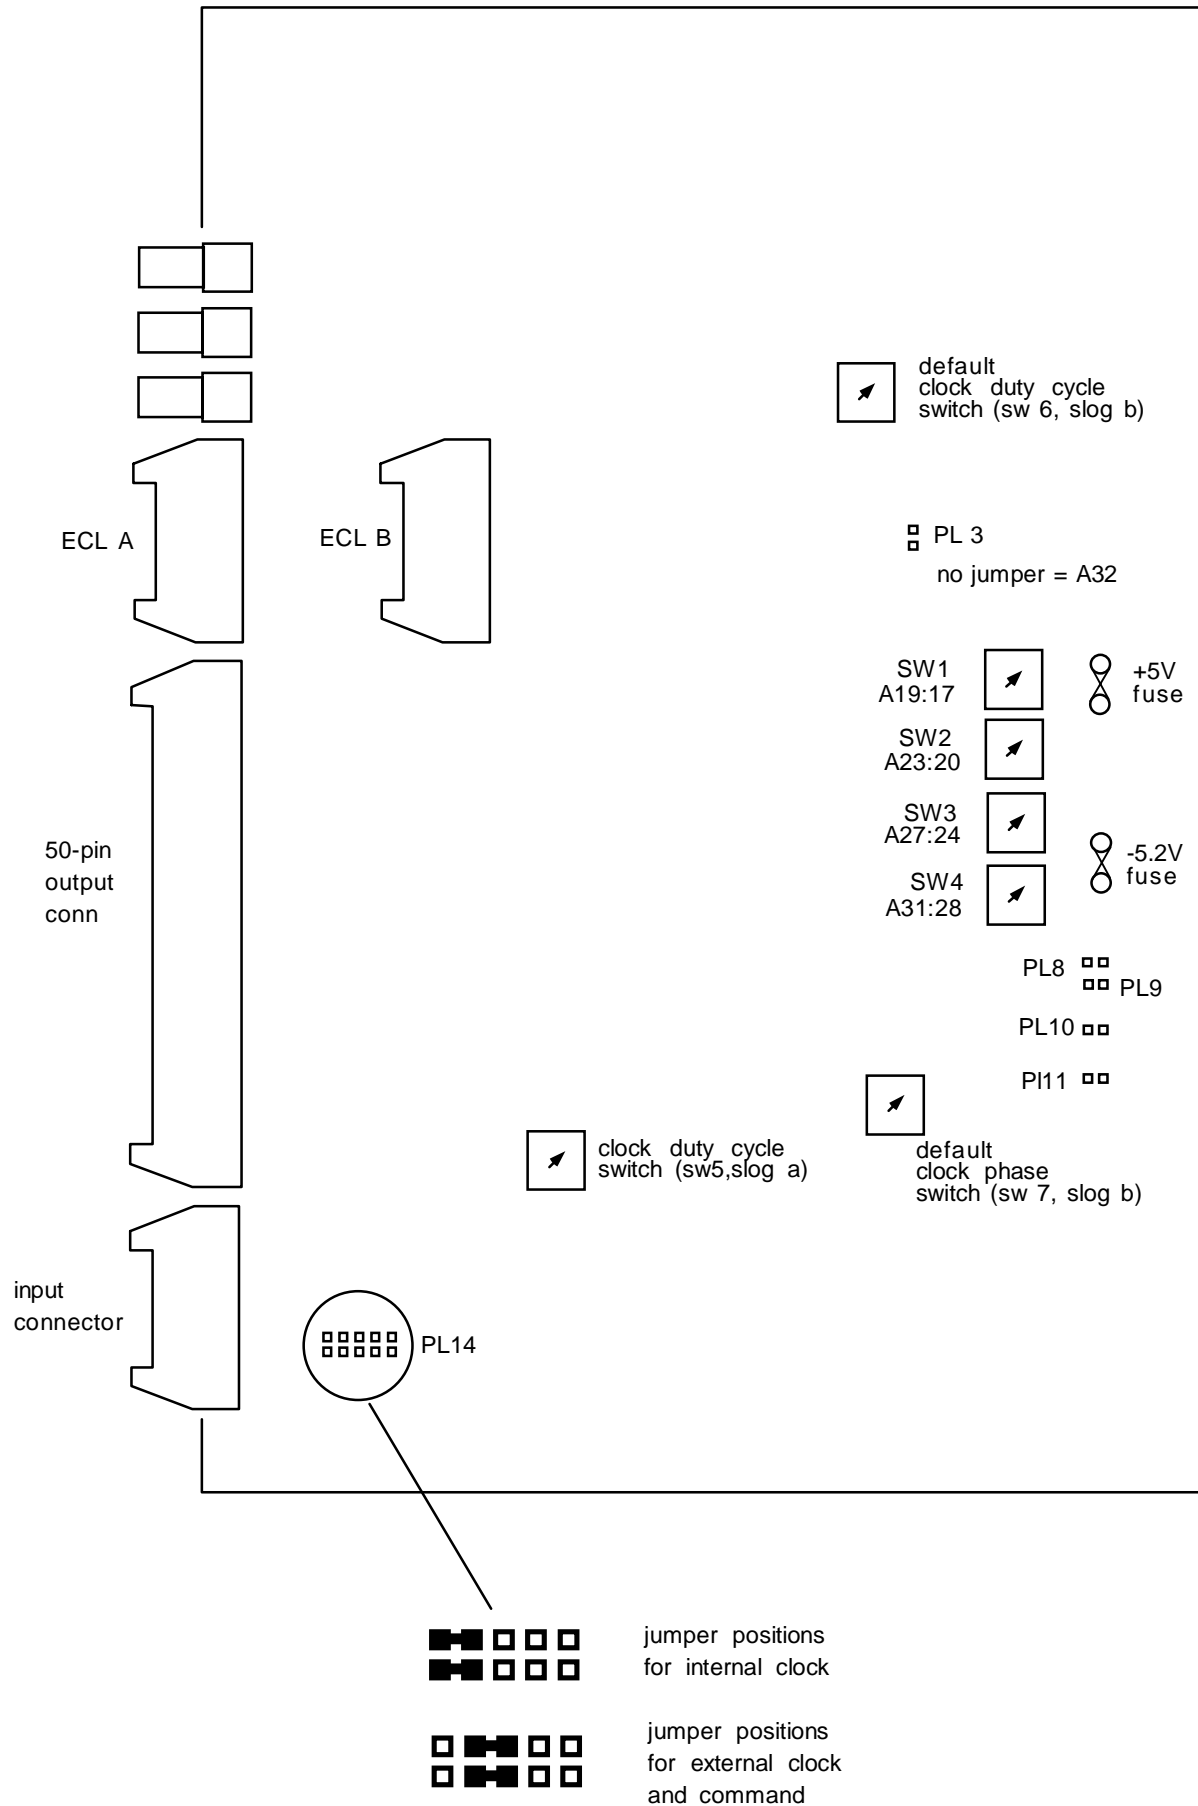 default
clock duty cycle
switch (sw 6, slog b)
ECL A
ECL B
PL 3
no jumper = A32
SW1
A19:17
+5V
fuse
SW2
A23:20
SW3
A27:24
-5.2V
fuse
SW4
A31:28
50-pin
output
conn
PL8
PL9
PL10
Pl11
clock duty cycle
switch (sw5,slog a)
default
clock phase
switch (sw 7, slog b)
input
connector
PL14
jumper positions
for internal clock
jumper positions
for external clock
and command